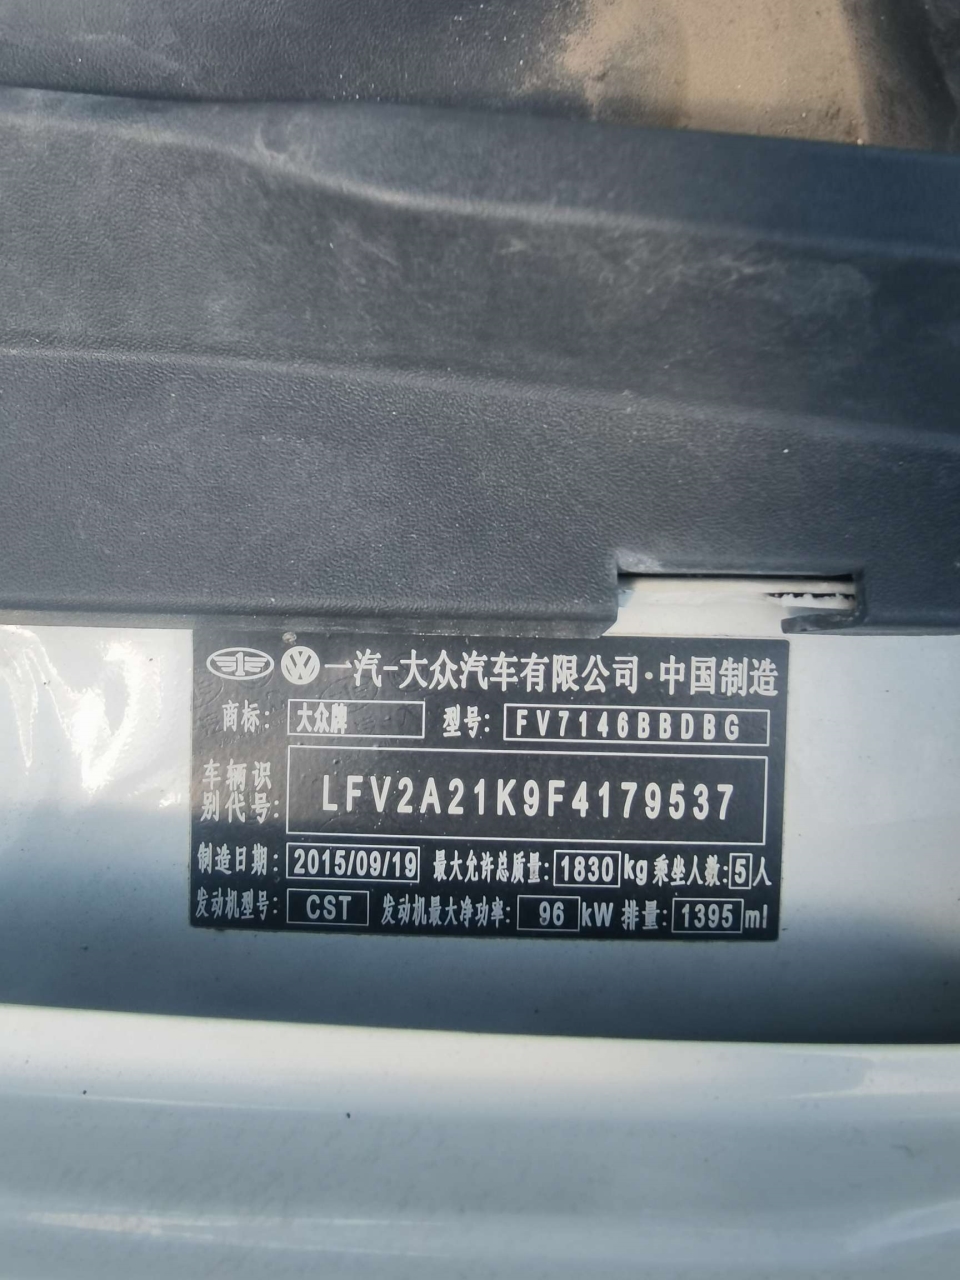 一汽-大众汽车有限公司·中国制造
商标: 大众牌 型号: FV7146BBDBG
车辆识别代号: LFV2A21K9F4179537
制造日期: 2015/09/19 最大允许总质量: 1830 kg 乘坐人数: 5 人
发动机型号: CST 发动机最大净功率: 96 kW 排量: 1395 ml